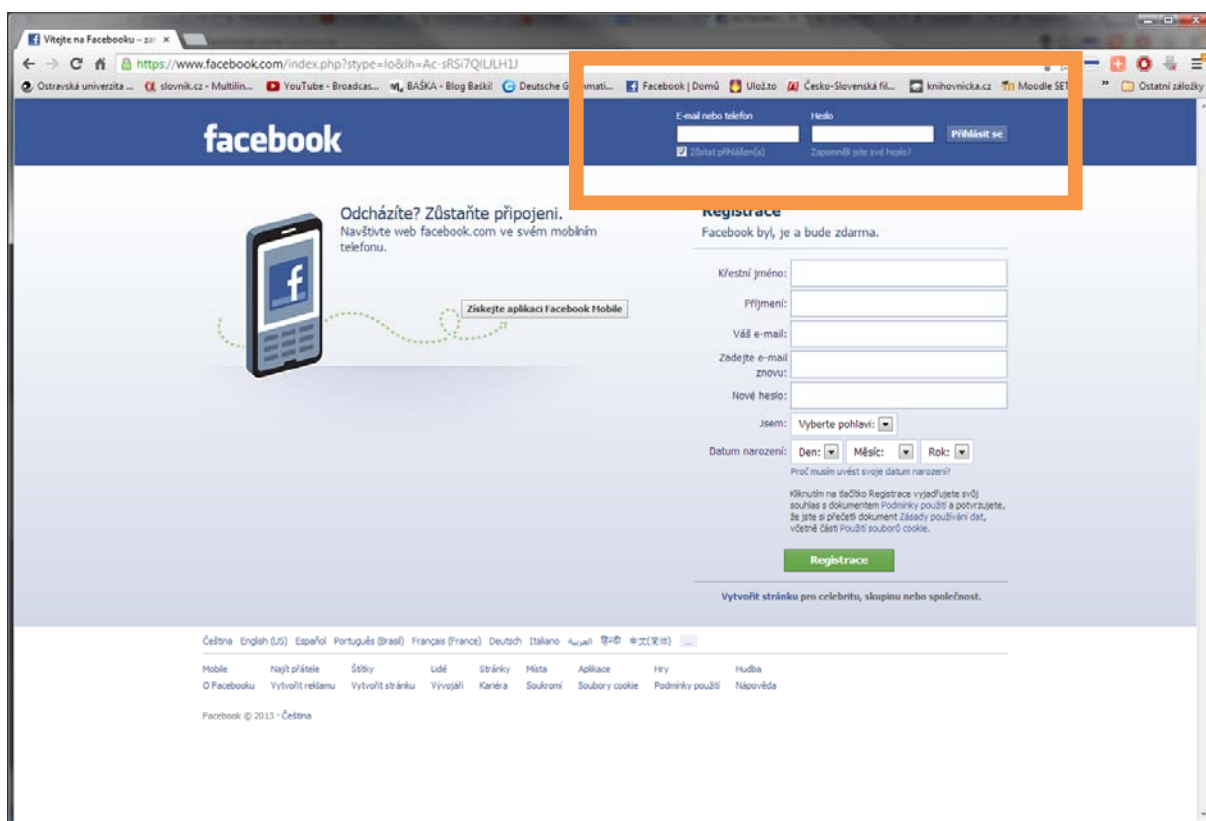 Vítejte na Facebooku – za
https://www.facebook.com/index.php?stype=lo&lh=Ac-sRSi7QILJLH1J
Ostravská univerzita ... slovnik.cz - Multilin... YouTube - Broadcas... BAŠKA - Blog Baški! Deutsche G mmati... Facebook | Domů Ulož.to Česko-Slovenská fil... knihovnicka.cz Moodle SET » Ostatní záložky
facebook
E-mail nebo telefon Heslo
Přihlásit se
Zůstat přihlášen(a) Zapomněli jste své heslo?
Odcházíte? Zůstaňte připojeni.
Navštivte web facebook.com ve svém mobilním
telefonu.
Získejte aplikaci Facebook Mobile
Registrace
Facebook byl, je a bude zdarma.
Křestní jméno:
Příjmení:
Váš e-mail:
Zadejte e-mail
znovu:
Nové heslo:
Jsem: Vyberte pohlaví:
Datum narození: Den: Měsíc: Rok:
Proč musím uvést svoje datum narození?
Kliknutím na tlačítko Registrace vyjadřujete svůj
souhlas s dokumentem Podmínky použití a potvrzujete,
že jste si přečetli dokument Zásady používání dat,
včetně části Použití souborů cookie.
Registrace
Vytvořit stránku pro celebritu, skupinu nebo společnost.
Čeština English (US) Español Português (Brasil) Français (France) Deutsch Italiano العربية हिन्दी 中文(简体) ...
Mobile Najít přátele Štítky Lidé Stránky Místa Aplikace Hry Hudba
O Facebooku Vytvořit reklamu Vytvořit stránku Vývojáři Kariéra Soukromí Soubory cookie Podmínky použití Nápověda
Facebook © 2013 · Čeština